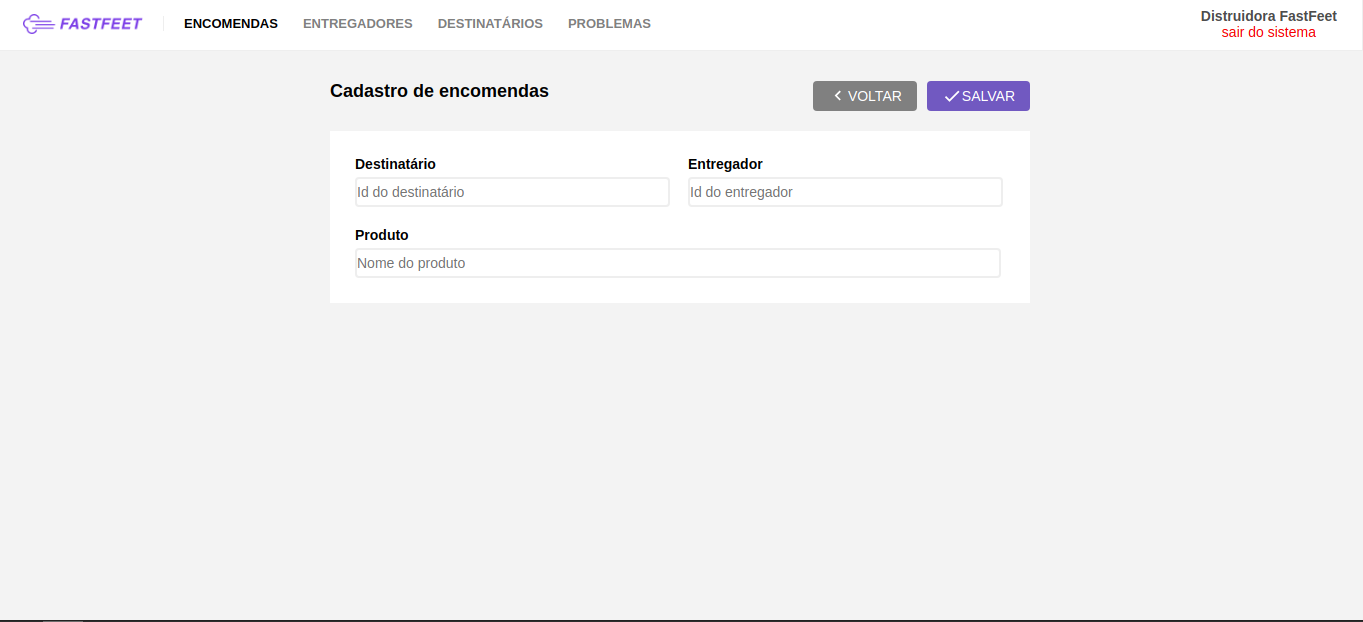 FASTFEET ENCOMENDAS ENTREGADORES DESTINATÁRIOS PROBLEMAS
Distruidora FastFeet
sair do sistema
Cadastro de encomendas
VOLTAR SALVAR
Destinatário Entregador
Id do destinatário Id do entregador
Produto
Nome do produto